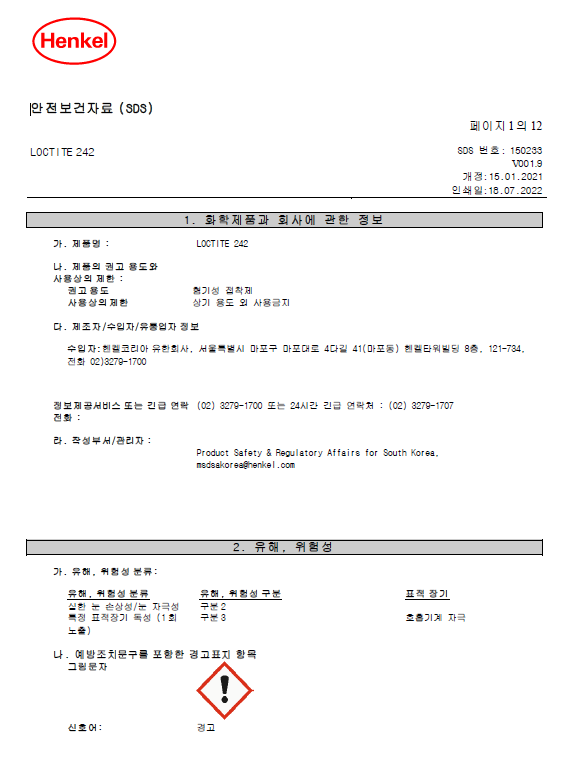 Henkel
안전보건자료 (SDS)
페이지 1의 12
LOCTITE 242
SDS 번호: 150233
V001.9
개정: 15.01.2021
인쇄일: 18.07.2022
1. 화학제품과 회사에 관한 정보
가. 제품명 : LOCTITE 242
나. 제품의 권고 용도와
사용상의 제한 :
권고용도 혐기성 접착제
사용상의 제한 상기 용도 외 사용금지
다. 제조자/수입자/유통업자 정보
수입자:헨켈코리아 유한회사, 서울특별시 마포구 마포대로 4다길 41(마포동) 헨켈타워빌딩 8층, 121-734,
전화 02)3279-1700
정보제공서비스 또는 긴급 연락 (02) 3279-1700 또는 24시간 긴급 연락처 : (02) 3279-1707
전화 :
라. 작성부서/관리자 :
Product Safety & Regulatory Affairs for South Korea,
msdsakorea@henkel.com
2. 유해, 위험성
가. 유해, 위험성 분류:
유해, 위험성 분류 유해, 위험성 구분 표적 장기
심한 눈 손상성/눈 자극성 구분 2
특정 표적장기 독성 (1회 구분 3 호흡기계 자극
노출)
나. 예방조치문구를 포함한 경고표지 항목
그림문자
신호어: 경고